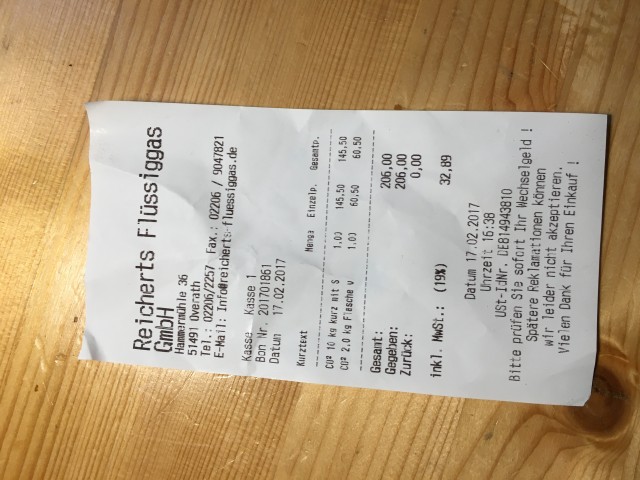 Reicherts Flüssiggas
GmbH
Hammermühle 36
51491 Overath
Tel.: 02206/2257 Fax.: 02206 / 9047821
E-Mail: Info@reicherts-fluessiggas.de
Kasse Kasse 1
Bon Nr. 201701861
Datum 17.02.2017
Kurztext Menge Einzelp. Gesamtp.
CO² 10 kg kurz mit S 1,00 145,50 145,50
CO² 2,0 kg Flasche v 1,00 60,50 60,50
Gesamt: 206,00
Gegeben: 206,00
Zurück: 0,00
inkl. MwSt.: (19%) 32,89
Datum 17.02.2017
Uhrzeit 16:38
USt-IdNr. DE814943810
Bitte prüfen Sie sofort Ihr Wechselgeld !
Spätere Reklamationen können
wir leider nicht akzeptieren.
Vielen Dank für Ihren Einkauf !